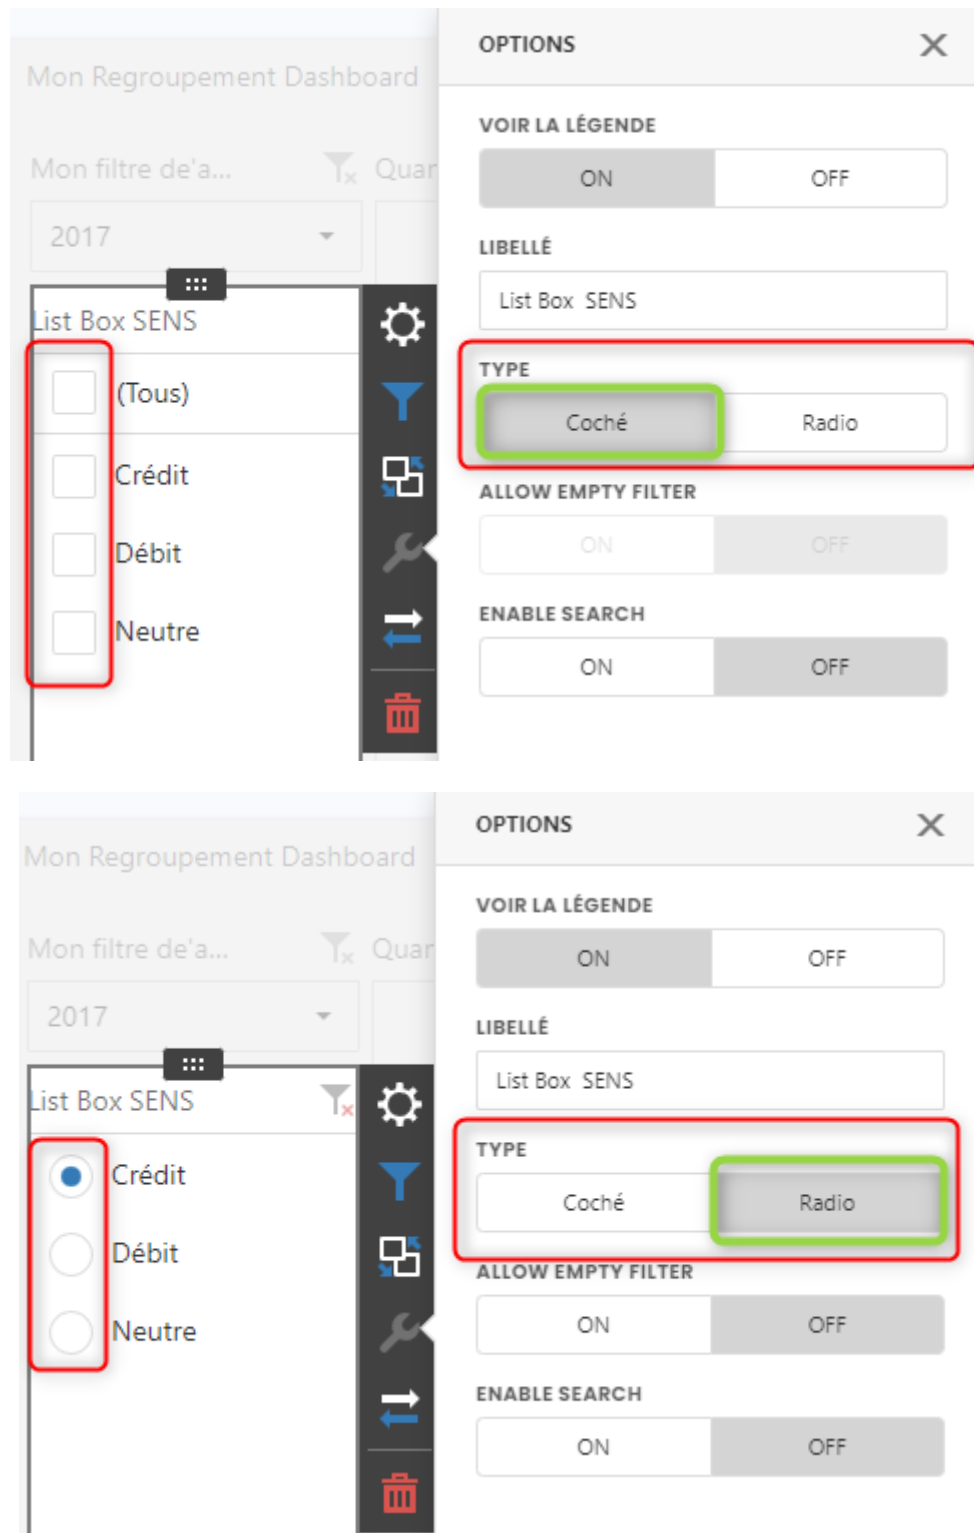 OPTIONS
Mon Regroupement Dashboard
VOIR LA LÉGENDE
Mon filtre de'a...
Quar
ON
OFF
2017
LIBELLÉ
List Box SENS
List Box SENS
TYPE
(Tous)
Coché
Radio
Crédit
ALLOW EMPTY FILTER
Débit
ON
OFF
Neutre
ENABLE SEARCH
ON
OFF
OPTIONS
Mon Regroupement Dashboard
VOIR LA LÉGENDE
Mon filtre de'a...
Quar
ON
OFF
2017
LIBELLÉ
List Box SENS
List Box SENS
TYPE
Crédit
Coché
Radio
Débit
ALLOW EMPTY FILTER
Neutre
ON
OFF
ENABLE SEARCH
ON
OFF